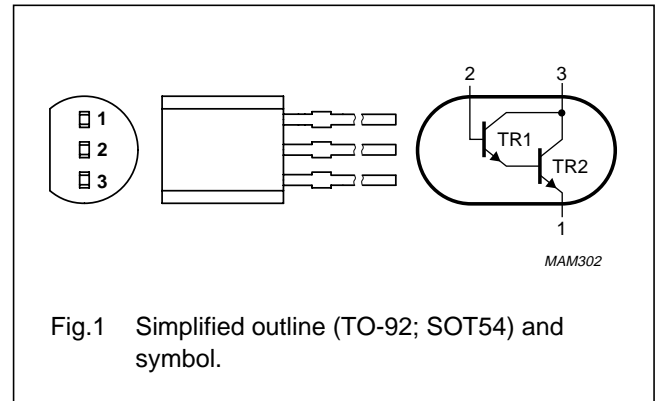 1
2
3
2 3
TR1
TR2
1
MAM302
Fig.1 Simplified outline (TO-92; SOT54) and
symbol.